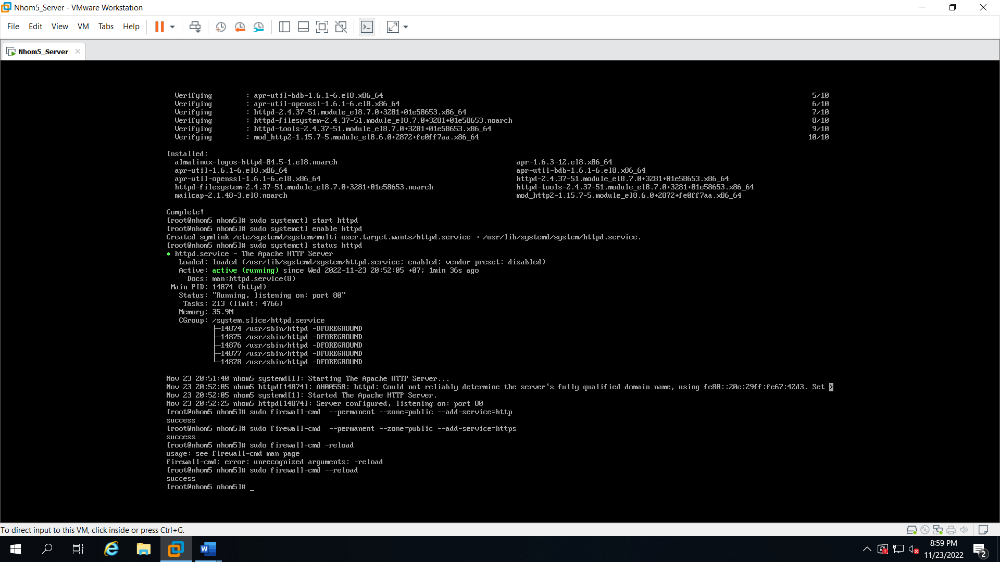 Nhom5_Server - VMware Workstation
File Edit View VM Tabs Help
Nhom5_Server
Verifying : apr-util-bdb-1.6.1-6.el8.x86_64 5/10
Verifying : apr-util-openssl-1.6.1-6.el8.x86_64 6/10
Verifying : httpd-2.4.37-51.module_el8.7.0+3281+01e58653.x86_64 7/10
Verifying : httpd-filesystem-2.4.37-51.module_el8.7.0+3281+01e58653.noarch 8/10
Verifying : httpd-tools-2.4.37-51.module_el8.7.0+3281+01e58653.x86_64 9/10
Verifying : mod_http2-1.15.7-5.module_el8.6.0+2872+fe0ff7aa.x86_64 10/10
Installed:
almalinux-logos-httpd-84.5-1.el8.noarch apr-1.6.3-12.el8.x86_64
apr-util-1.6.1-6.el8.x86_64 apr-util-bdb-1.6.1-6.el8.x86_64
apr-util-openssl-1.6.1-6.el8.x86_64 httpd-2.4.37-51.module_el8.7.0+3281+01e58653.x86_64
httpd-filesystem-2.4.37-51.module_el8.7.0+3281+01e58653.noarch httpd-tools-2.4.37-51.module_el8.7.0+3281+01e58653.x86_64
mailcap-2.1.48-3.el8.noarch mod_http2-1.15.7-5.module_el8.6.0+2872+fe0ff7aa.x86_64
Complete!
[root@nhom5 nhom5]# sudo systemctl start httpd
[root@nhom5 nhom5]# sudo systemctl enable httpd
Created symlink /etc/systemd/system/multi-user.target.wants/httpd.service → /usr/lib/systemd/system/httpd.service.
[root@nhom5 nhom5]# sudo systemctl status httpd
● httpd.service - The Apache HTTP Server
Loaded: loaded (/usr/lib/systemd/system/httpd.service; enabled; vendor preset: disabled)
Active: active (running) since Wed 2022-11-23 20:52:05 +07; 1min 36s ago
Docs: man:httpd.service(8)
Main PID: 14874 (httpd)
Status: "Running, listening on: port 80"
Tasks: 213 (limit: 4766)
Memory: 35.9M
CGroup: /system.slice/httpd.service
├─14874 /usr/sbin/httpd -DFOREGROUND
├─14875 /usr/sbin/httpd -DFOREGROUND
├─14876 /usr/sbin/httpd -DFOREGROUND
├─14877 /usr/sbin/httpd -DFOREGROUND
└─14878 /usr/sbin/httpd -DFOREGROUND
Nov 23 20:51:40 nhom5 systemd[1]: Starting The Apache HTTP Server...
Nov 23 20:52:05 nhom5 httpd[14874]: AH00558: httpd: Could not reliably determine the server's fully qualified domain name, using fe80::20c:29ff:fe67:42d3. Set >
Nov 23 20:52:05 nhom5 systemd[1]: Started The Apache HTTP Server.
Nov 23 20:52:25 nhom5 httpd[14874]: Server configured, listening on: port 80
[root@nhom5 nhom5]# sudo firewall-cmd  --permanent --zone=public --add-service=http
success
[root@nhom5 nhom5]# sudo firewall-cmd  --permanent --zone=public --add-service=https
success
[root@nhom5 nhom5]# sudo firewall-cmd -reload
usage: see firewall-cmd man page
firewall-cmd: error: unrecognized arguments: -reload
[root@nhom5 nhom5]# sudo firewall-cmd --reload
success
[root@nhom5 nhom5]# _
To direct input to this VM, click inside or press Ctrl+G.
8:59 PM
11/23/2022
2